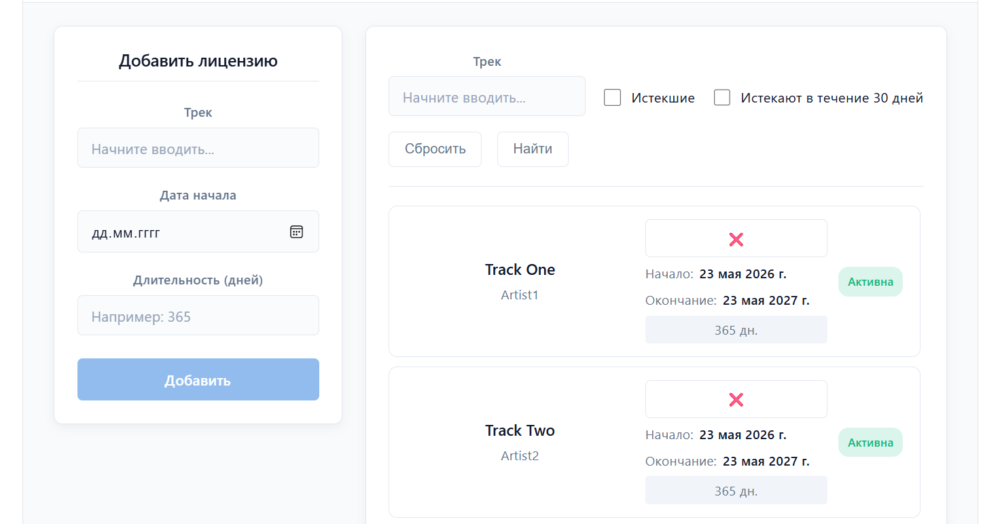 Добавить лицензию
Трек
Начните вводить...
Дата начала
дд.мм.гггг
Длительность (дней)
Например: 365
Добавить
Трек
Начните вводить...
Истекшие
Истекают в течение 30 дней
Сбросить
Найти
Track One
Artist1
Начало: 23 мая 2026 г.
Окончание: 23 мая 2027 г.
365 дн.
Активна
Track Two
Artist2
Начало: 23 мая 2026 г.
Окончание: 23 мая 2027 г.
365 дн.
Активна